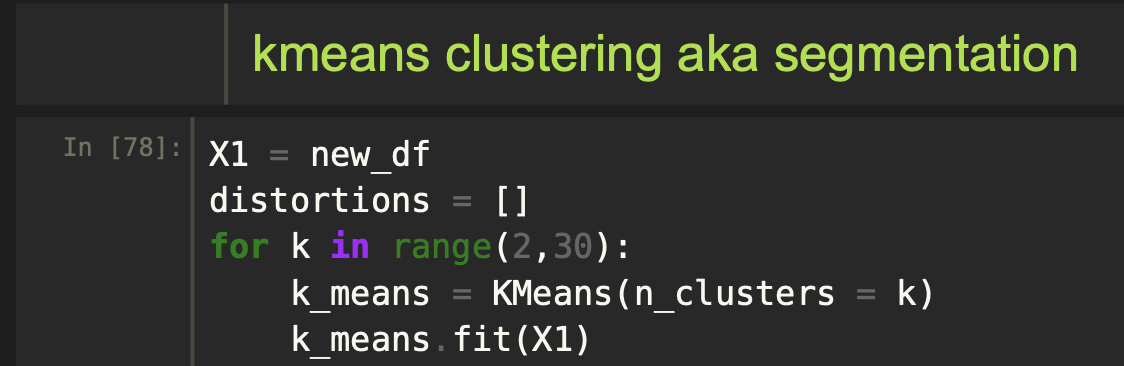 kmeans clustering aka segmentation
In [78]:
X1 = new_df
distortions = []
for k in range(2,30):
    k_means = KMeans(n_clusters = k)
    k_means.fit(X1)